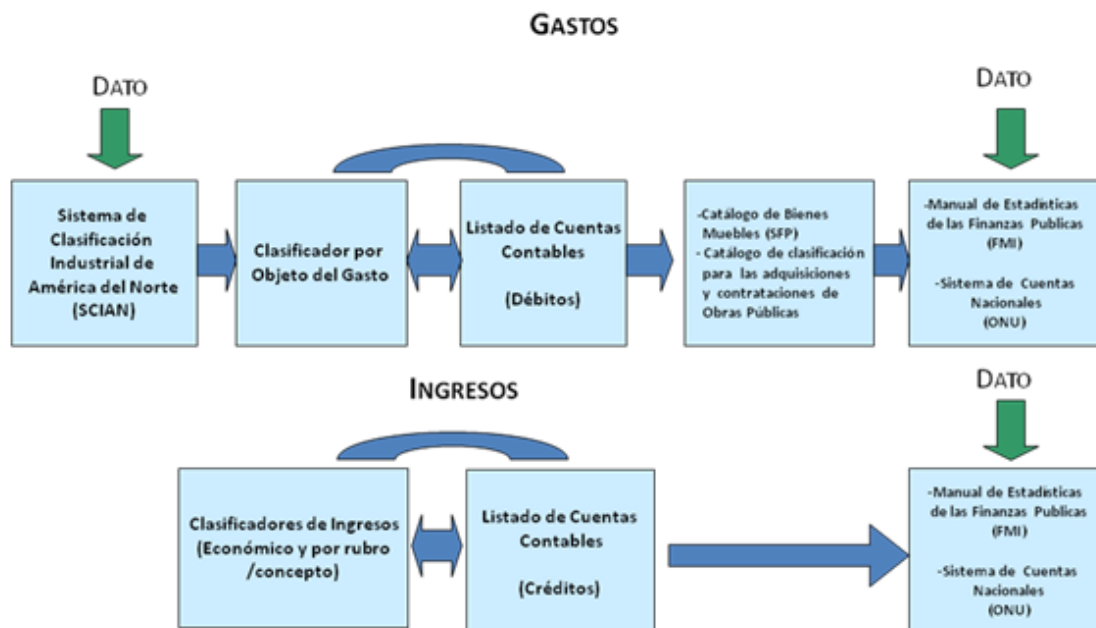 GASTOS
DATO
DATO
Sistema de
Clasificación
Industrial de
América del Norte
(SCIAN)
Clasificador por
Objeto del Gasto
Listado de Cuentas
Contables
(Débitos)
-Catálogo de Bienes
Muebles (SFP)
- Catálogo de clasificación
para las adquisiciones
y contrataciones de
Obras Públicas
-Manual de Estadísticas
de las Finanzas Publicas
(FMI)
-Sistema de Cuentas
Nacionales
(ONU)
INGRESOS
DATO
Clasificadores de Ingresos
(Económico y por rubro
/concepto)
Listado de Cuentas
Contables
(Créditos)
-Manual de Estadísticas
de las Finanzas Publicas
(FMI)
-Sistema de Cuentas
Nacionales
(ONU)